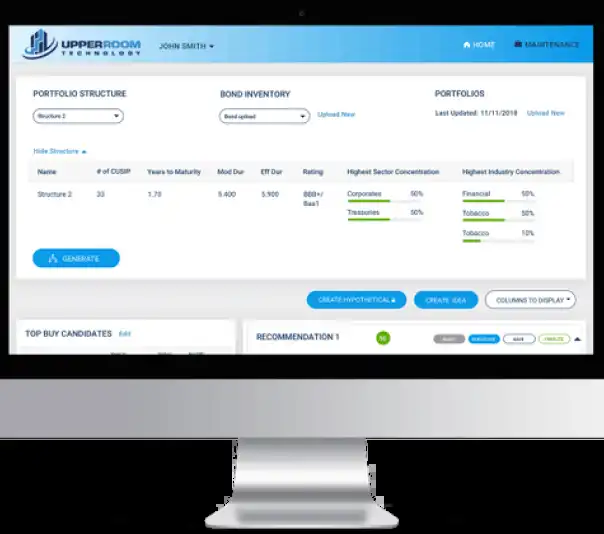 UPPERROOM
TECHNOLOGY
JOHN SMITH
HOME
MAINTENANCE
PORTFOLIO STRUCTURE
BOND INVENTORY
PORTFOLIOS
Structure 2
Bond upload
Upload New
Last Updated: 11/11/2018
Upload New
Hide Structure
Name # of CUSIP Years to Maturity Mod Dur Eff Dur Rating Highest Sector Concentration Highest Industry Concentration
Structure 2 33 1.70 5.400 5.900 BBB+/ Corporates 50% Financial 50%
Baa1
Treasuries 50% Tobacco 50%
Tobacco 10%
GENERATE
CREATE HYPOTHETICAL
CREATE IDEA
COLUMNS TO DISPLAY
TOP BUY CANDIDATES Edit
RECOMMENDATION 1
SAVE